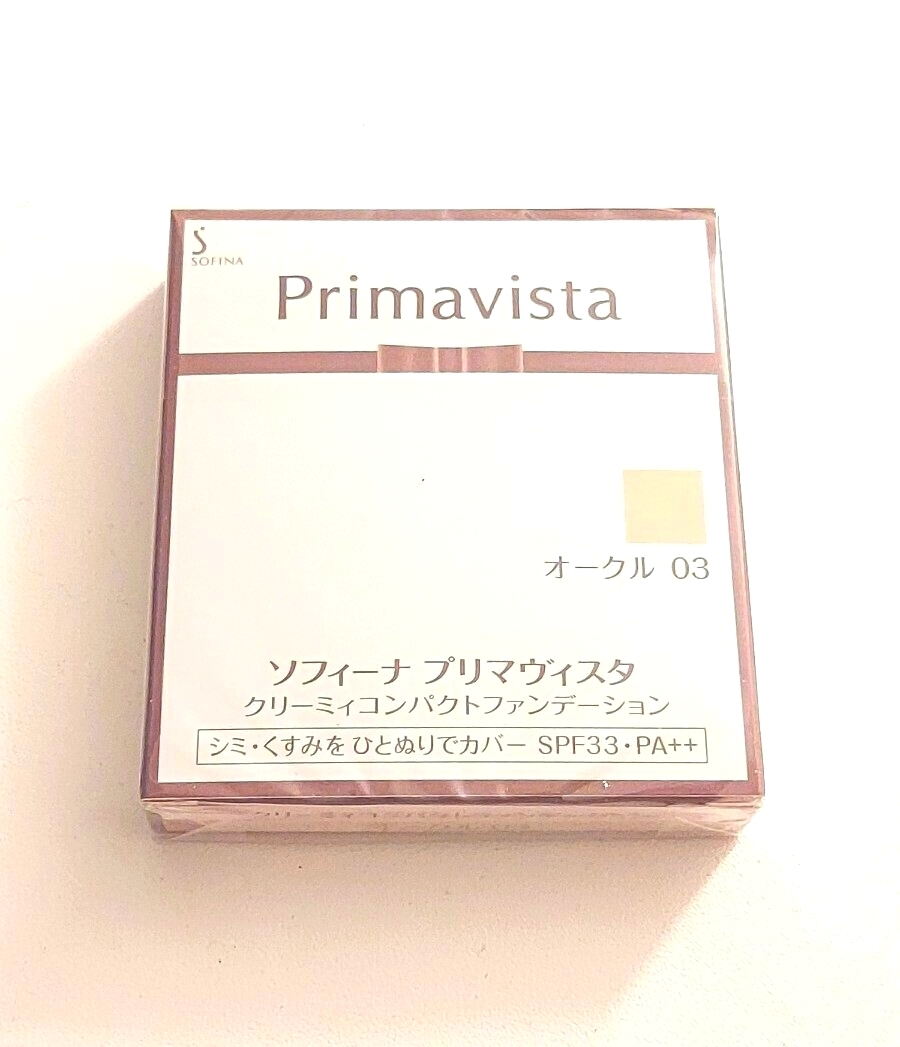 SOFINA
Primavista
オークル 03
ソフィーナ プリマヴィスタ
クリーミィコンパクトファンデーション
シミ・くすみを ひとぬりでカバー SPF33・PA++